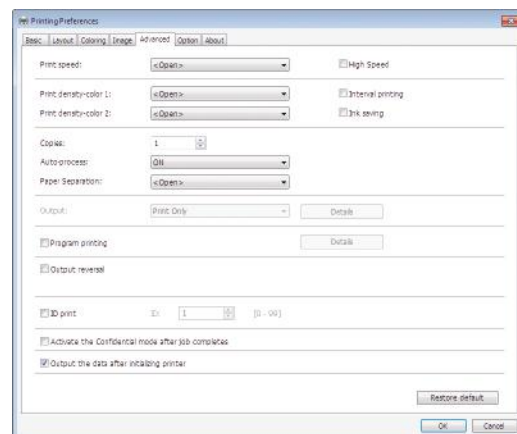 Printing Preferences
Basic Layout Coloring Image Advanced Option About
Print speed: <Open> High Speed
Print density-color 1: <Open> Interval printing
Print density-color 2: <Open> Ink saving
Copies: 1
Auto-process: ON
Paper Separation: <Open>
Output: Print Only Details
Program printing Details
Output reversal
ID print ID: 1 [0 - 99]
Activate the Confidential mode after job completes
Output the data after initializing printer
Restore default
OK Cancel